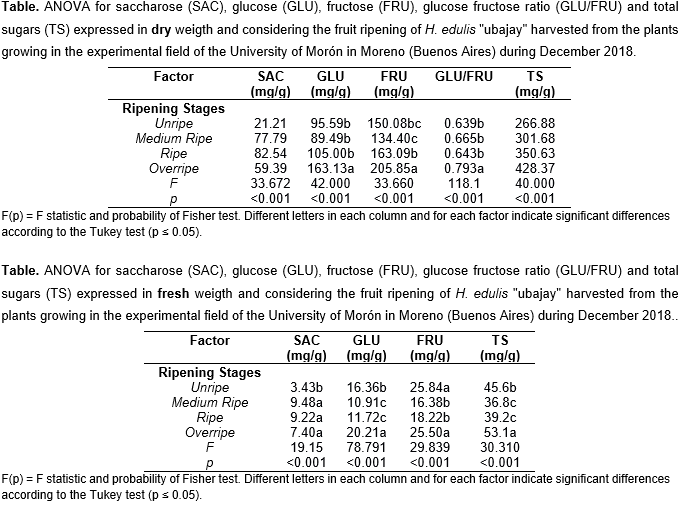 Table. ANOVA for saccharose (SAC), glucose (GLU), fructose (FRU), glucose fructose ratio (GLU/FRU) and total
sugars (TS) expressed in dry weigth and considering the fruit ripening of H. edulis "ubajay" harvested from the plants
growing in the experimental field of the University of Morón in Moreno (Buenos Aires) during December 2018.
Factor SAC GLU FRU GLU/FRU TS
(mg/g) (mg/g) (mg/g) (mg/g)
Ripening Stages
Unripe 21.21 95.59b 150.08bc 0.639b 266.88
Medium Ripe 77.79 89.49b 134.40c 0.665b 301.68
Ripe 82.54 105.00b 163.09b 0.643b 350.63
Overripe 59.39 163.13a 205.85a 0.793a 428.37
F 33.672 42.000 33.660 118.1 40.000
p <0.001 <0.001 <0.001 <0.001 <0.001
F(p) = F statistic and probability of Fisher test. Different letters in each column and for each factor indicate significant differences
according to the Tukey test (p ≤ 0.05).
Table. ANOVA for saccharose (SAC), glucose (GLU), fructose (FRU), glucose fructose ratio (GLU/FRU) and total
sugars (TS) expressed in fresh weigth and considering the fruit ripening of H. edulis "ubajay" harvested from the
plants growing in the experimental field of the University of Morón in Moreno (Buenos Aires) during December 2018..
Factor SAC GLU FRU TS
(mg/g) (mg/g) (mg/g) (mg/g)
Ripening Stages
Unripe 3.43b 16.36b 25.84a 45.6b
Medium Ripe 9.48a 10.91c 16.38b 36.8c
Ripe 9.22a 11.72c 18.22b 39.2c
Overripe 7.40a 20.21a 25.50a 53.1a
F 19.15 78.791 29.839 30.310
p <0.001 <0.001 <0.001 <0.001
F(p) = F statistic and probability of Fisher test. Different letters in each column and for each factor indicate significant differences
according to the Tukey test (p ≤ 0.05).